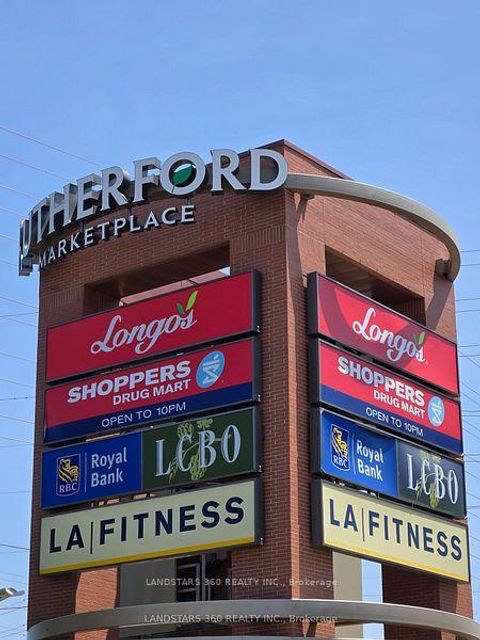 UTHERFORD
MARKETPLACE
Longo's
SHOPPERS
DRUG MART
OPEN TO 10PM
RBC
Royal
Bank
LCBO
LA|FITNESS
Longo's
SHOPPERS
DRUG MART
OPEN TO 10PM
RBC
Royal
Bank
LCBO
LA|FITNESS
LANDSTARS 360 REALTY INC., Brokerage
LANDSTARS 360 REALTY INC., Brokerage